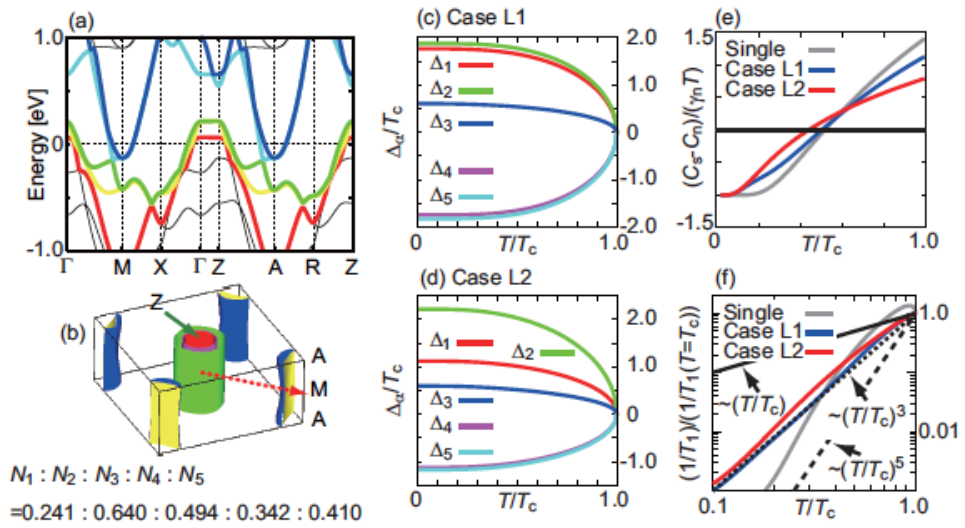 (a)
1.0
Energy [eV]
0.0
-1.0
Γ M X Γ Z A R Z
(b)
Z
A
M
A
N₁ : N₂ : N₃ : N₄ : N₅
=0.241 : 0.640 : 0.494 : 0.342 : 0.410
(c) Case L1
2.0
1.0
0
-1.0
-2.0
Δα/Tc
Δ₁
Δ₂
Δ₃
Δ₄
Δ₅
0 T/Tc 1.0
(d) Case L2
2.0
1.0
0
-1.0
Δα/Tc
Δ₁
Δ₂
Δ₃
Δ₄
Δ₅
0 T/Tc 1.0
(e)
1.5
-1.5
(Cs-Cn)/(γnT)
Single
Case L1
Case L2
0 T/Tc 1.0
(f)
(1/T₁)/(1/T₁(T=Tc))
Single
Case L1
Case L2
1.0
0.01
~(T/Tc)
~(T/Tc)³
~(T/Tc)⁵
0.1 T/Tc 1.0